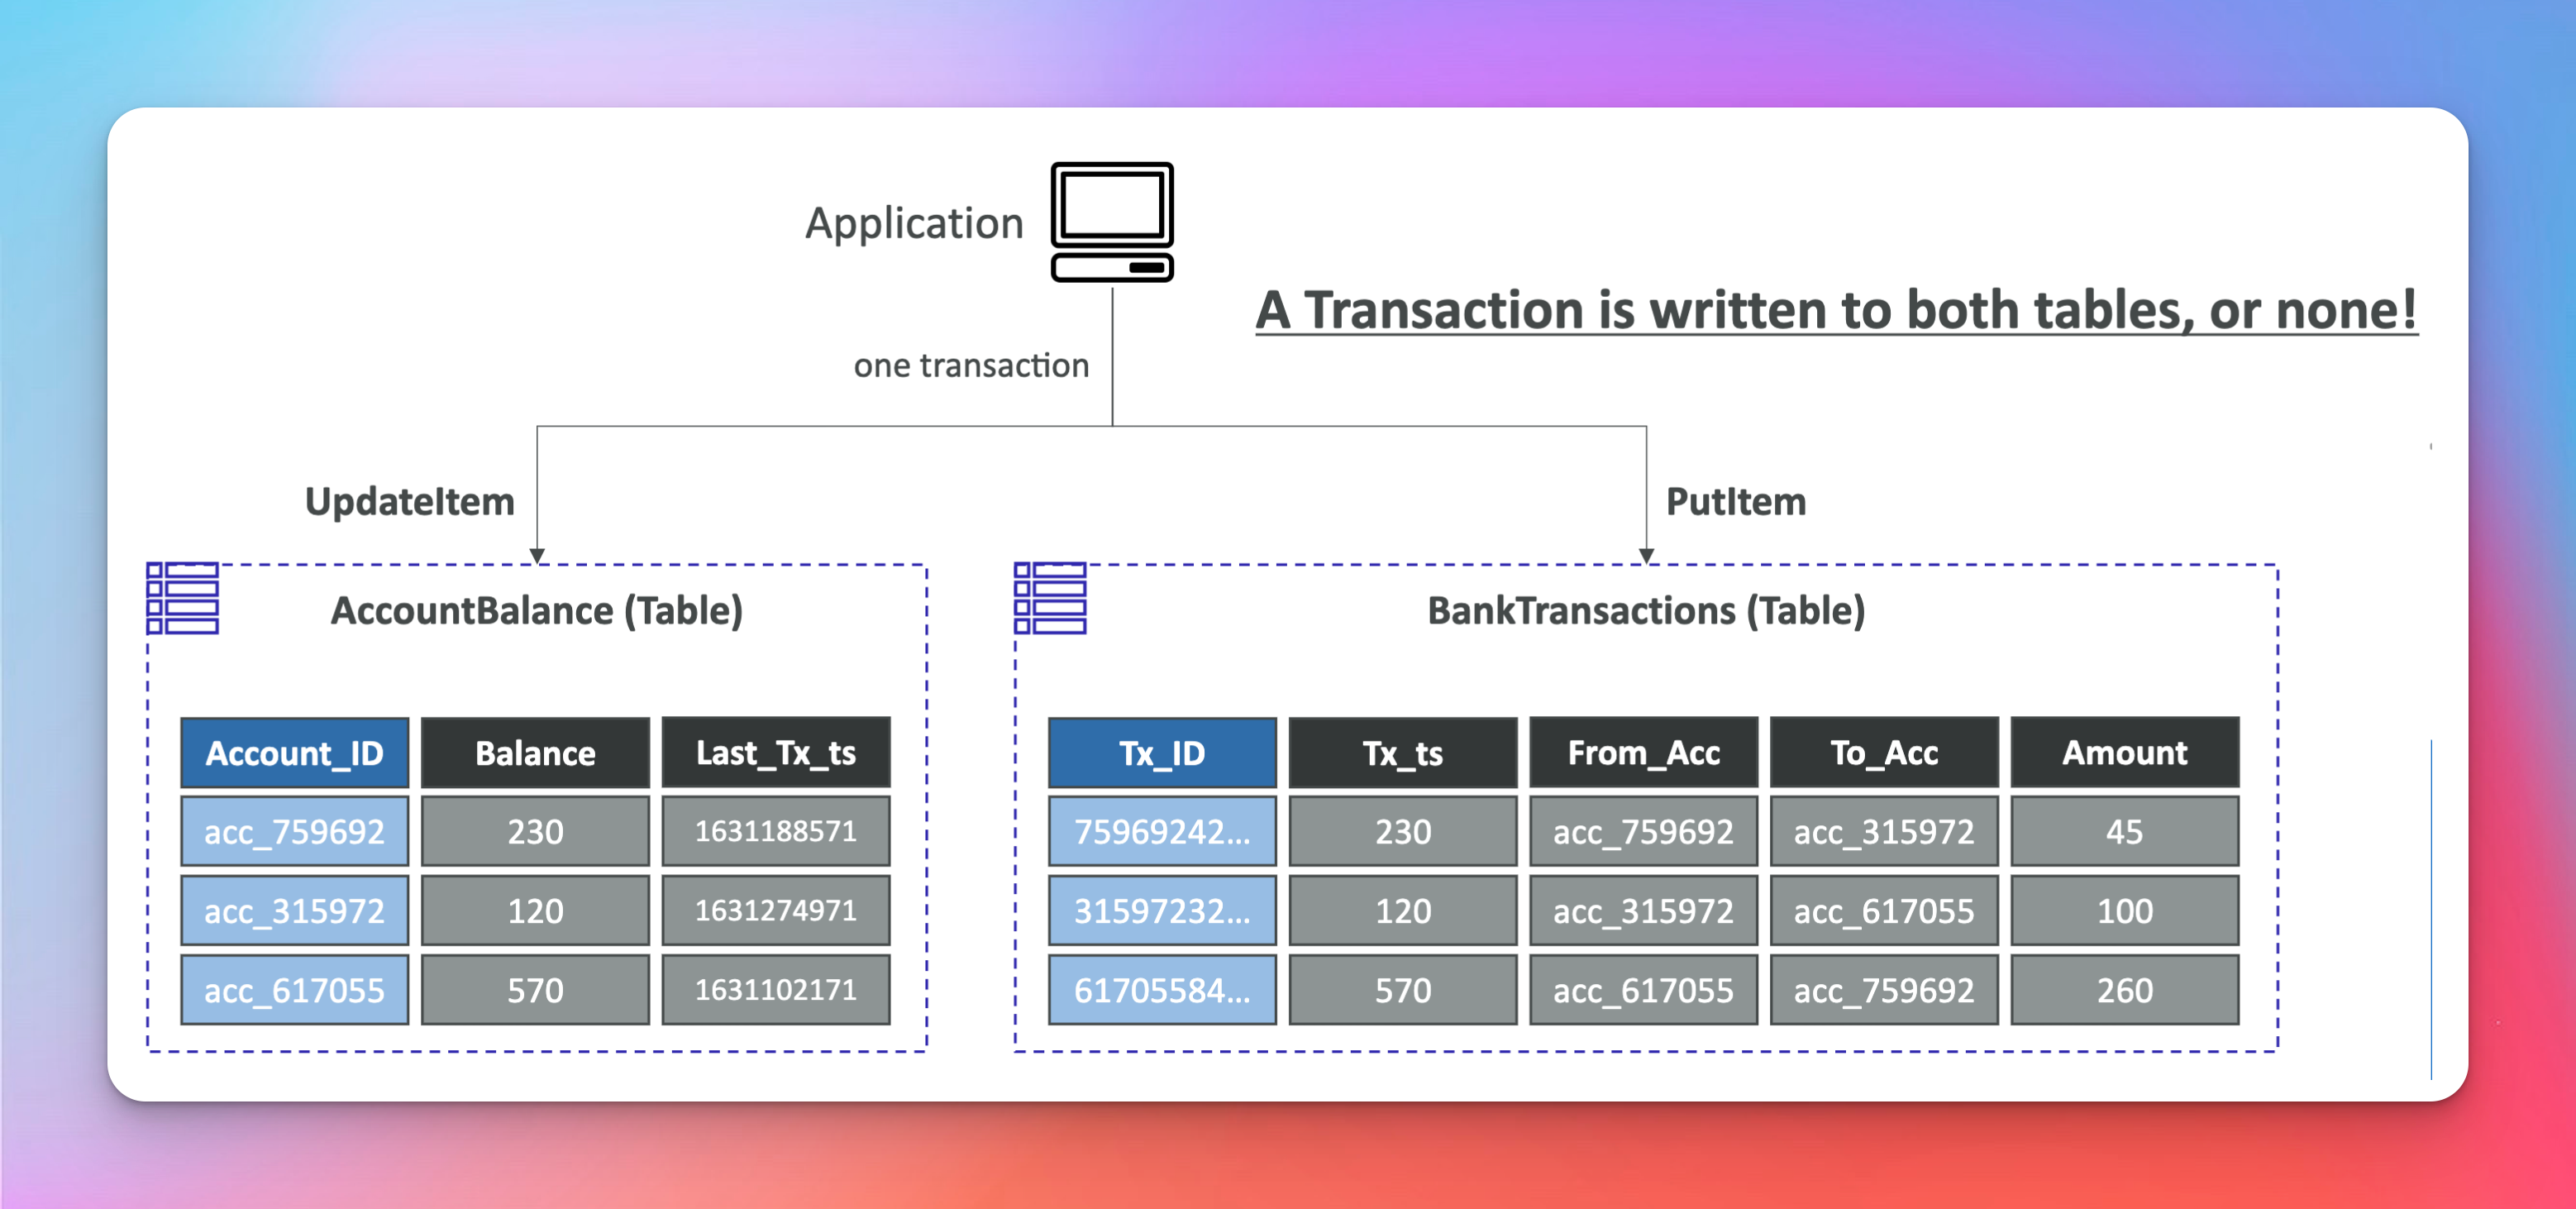 Application
A Transaction is written to both tables, or none!
one transaction
UpdateItem
PutItem
AccountBalance (Table)
Account_ID Balance Last_Tx_ts
acc_759692 230 1631188571
acc_315972 120 1631274971
acc_617055 570 1631102171
BankTransactions (Table)
Tx_ID Tx_ts From_Acc To_Acc Amount
75969242... 230 acc_759692 acc_315972 45
31597232... 120 acc_315972 acc_617055 100
61705584... 570 acc_617055 acc_759692 260